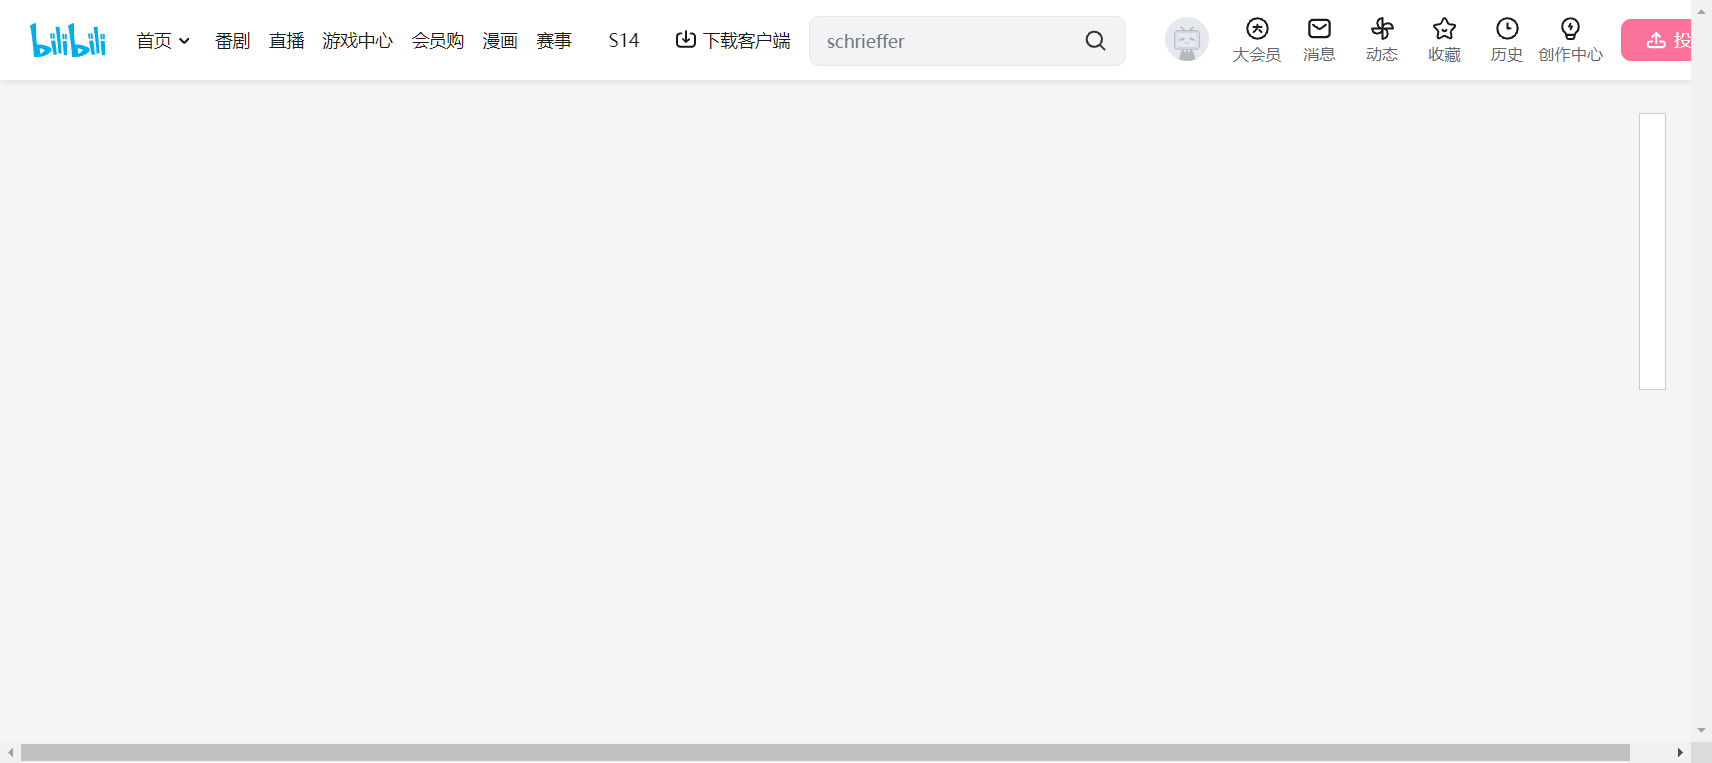 bilibili 首页 番剧 直播 游戏中心 会员购 漫画 赛事 S14 下载客户端 schrieffer 大会员 消息 动态 收藏 历史 创作中心 投